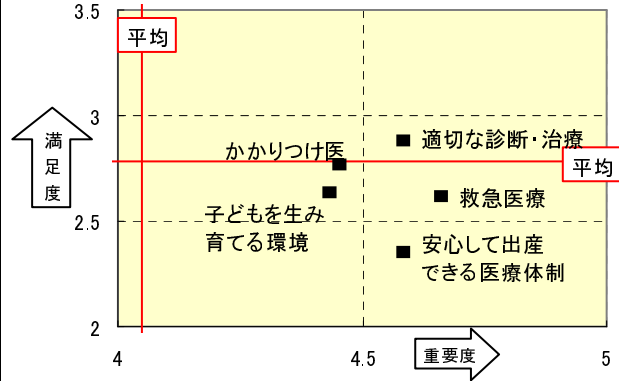 3.5
平均
3
満足度
適切な診断・治療
かかりつけ医
平均
救急医療
2.5
子どもを生み
育てる環境
安心して出産
できる医療体制
2
4
4.5
重要度
5